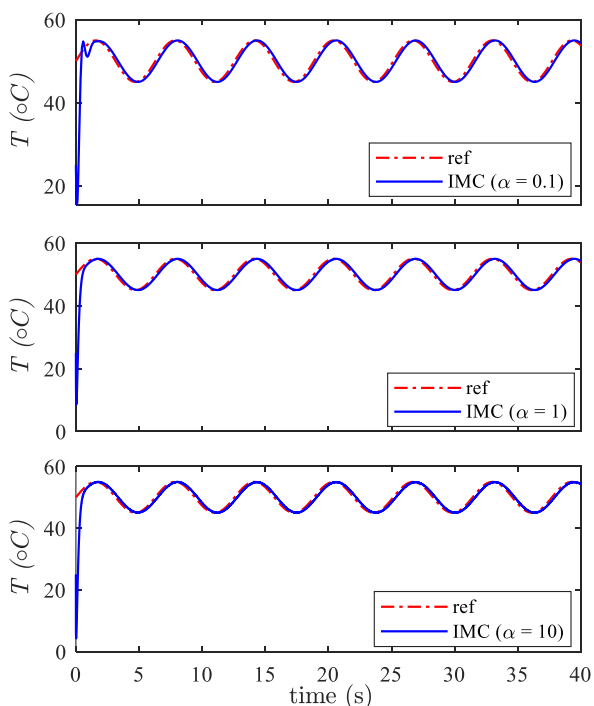 60
40
20
T (∘C)
ref
IMC (α = 0.1)
60
40
20
0
T (∘C)
ref
IMC (α = 1)
60
40
20
0
T (∘C)
ref
IMC (α = 10)
0 5 10 15 20 25 30 35 40
time (s)